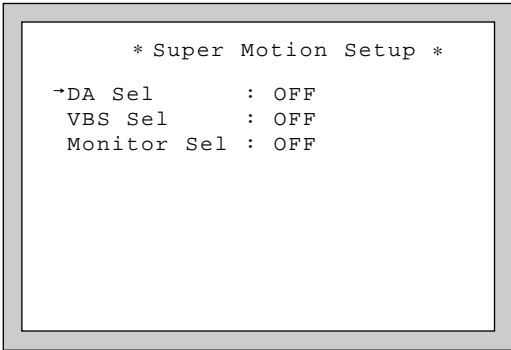 * Super Motion Setup *
→DA Sel : OFF
VBS Sel : OFF
Monitor Sel : OFF